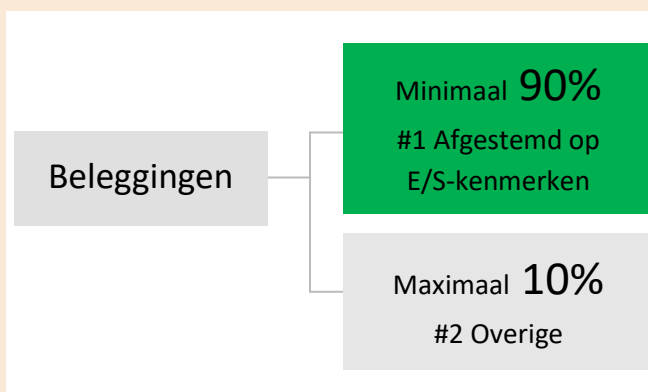 Beleggingen
Minimaal 90%
#1 Afgestemd op
E/S-kenmerken
Maximaal 10%
#2 Overige